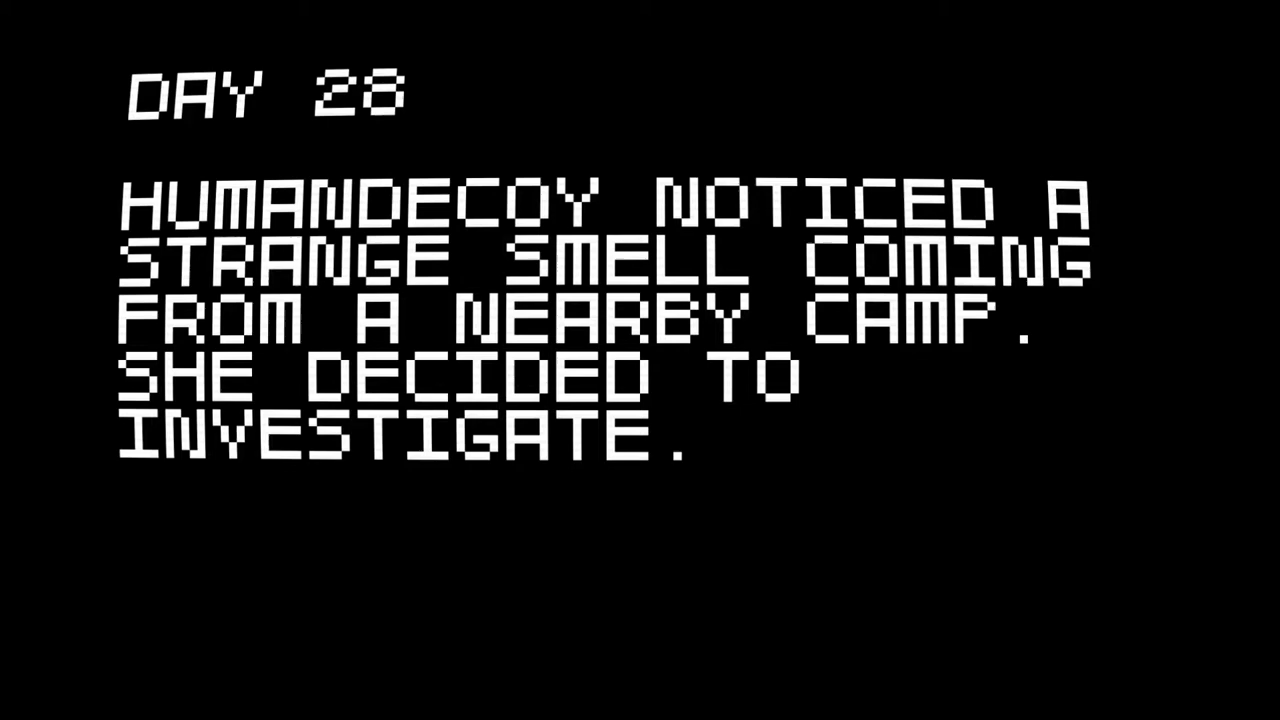 DAY 28
HUMANDECOY NOTICED A
STRANGE SMELL COMING
FROM A NEARBY CAMP.
SHE DECIDED TO
INVESTIGATE.